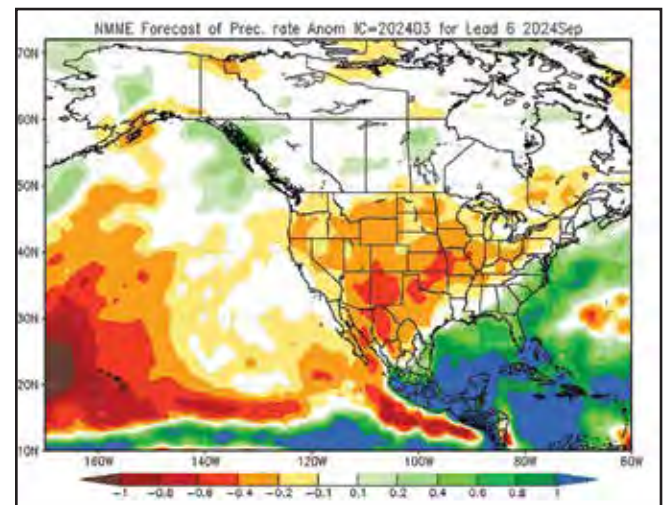 NMME Forecast of Prec. rate Anom IC=202403 for Lead 6 2024Sep
70N
60N
50N
40N
30N
20N
10N
160W 140W 120W 100W 80W 60W
-1 -0.8 -0.6 -0.4 -0.2 -0.1 0.1 0.2 0.4 0.6 0.8 1